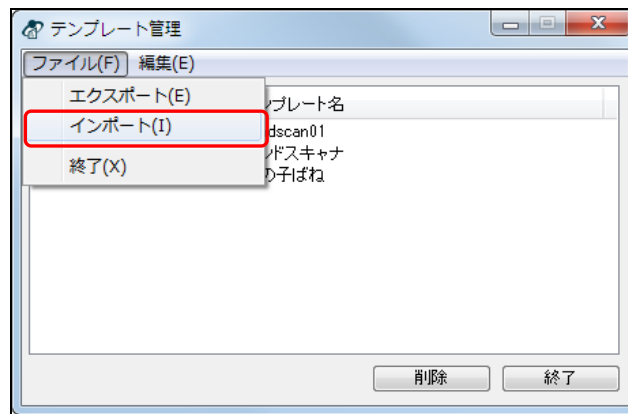 テンプレート管理
ファイル(F) 編集(E)
エクスポート(E)
インポート(I)
終了(X)
ンプレート名
dscan01
ンドスキャナ
の子ばね
削除 終了